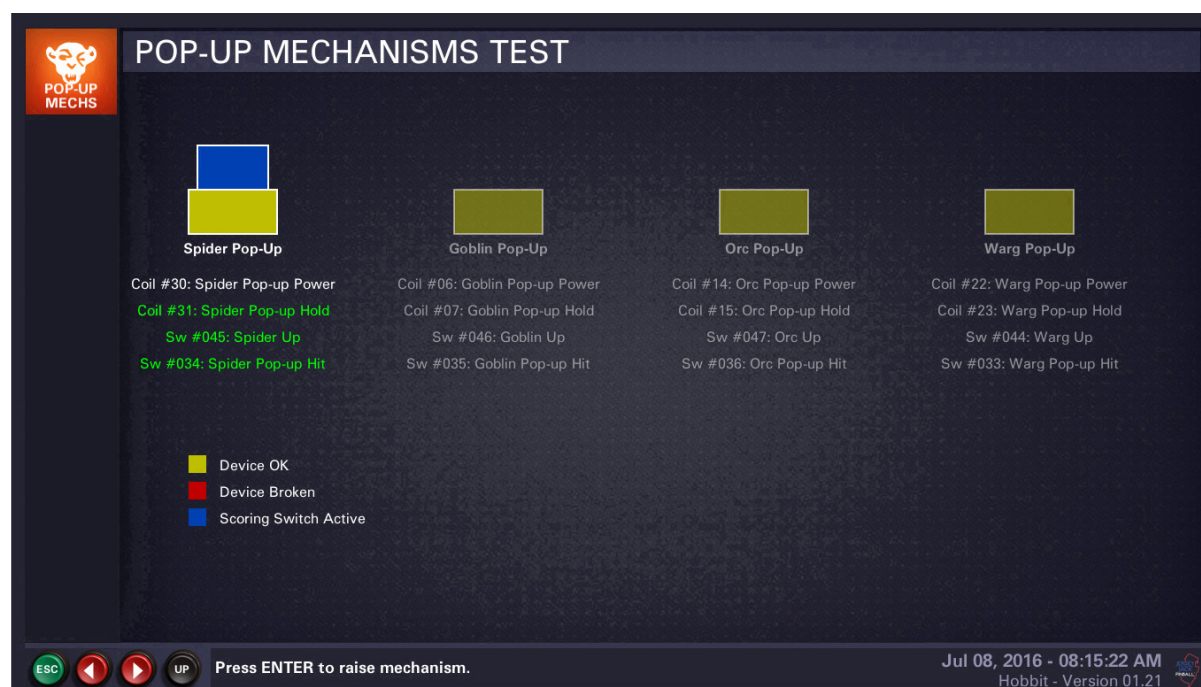 POP-UP MECHANISMS TEST
POP-UP
MECHS
Spider Pop-Up
Goblin Pop-Up
Orc Pop-Up
Warg Pop-Up
Coil #30: Spider Pop-up Power
Coil #06: Goblin Pop-up Power
Coil #14: Orc Pop-up Power
Coil #22: Warg Pop-up Power
Coil #31: Spider Pop-up Hold
Coil #07: Goblin Pop-up Hold
Coil #15: Orc Pop-up Hold
Coil #23: Warg Pop-up Hold
Sw #045: Spider Up
Sw #046: Goblin Up
Sw #047: Orc Up
Sw #044: Warg Up
Sw #034: Spider Pop-up Hit
Sw #035: Goblin Pop-up Hit
Sw #036: Orc Pop-up Hit
Sw #033: Warg Pop-up Hit
Device OK
Device Broken
Scoring Switch Active
ESC
UP
Press ENTER to raise mechanism.
Jul 08, 2016 - 08:15:22 AM
Hobbit - Version 01.21
PINBALL